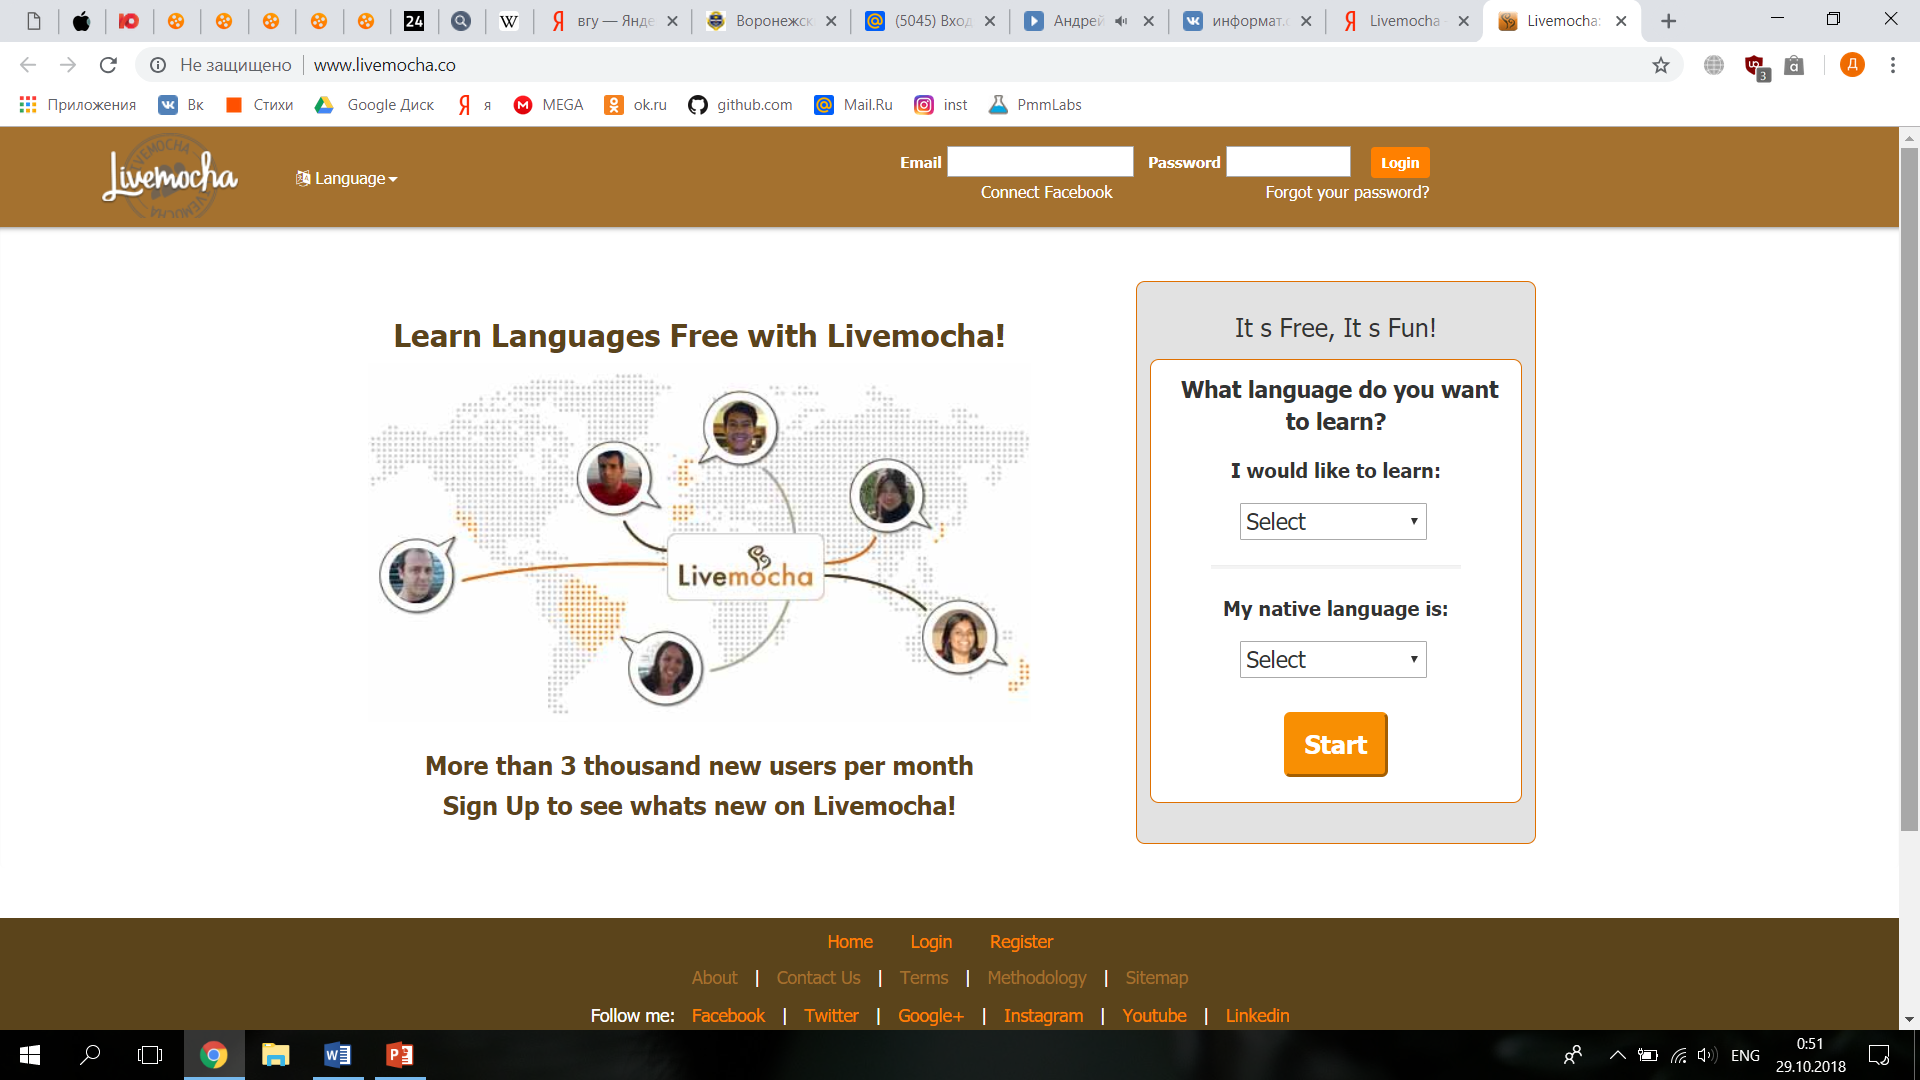 вгу — Янде
Воронежск
(5045) Вход
Андрей
информат.
Livemocha
Livemocha:
Не защищено www.livemocha.co
Приложения Вк Стихи Google Диск я MEGA ok.ru github.com Mail.Ru inst PmmLabs
Livemocha
Language
Email Password Login
Connect Facebook Forgot your password?
Learn Languages Free with Livemocha!
Livemocha
More than 3 thousand new users per month
Sign Up to see whats new on Livemocha!
It s Free, It s Fun!
What language do you want
to learn?
I would like to learn:
Select
My native language is:
Select
Start
Home Login Register
About | Contact Us | Terms | Methodology | Sitemap
Follow me: Facebook | Twitter | Google+ | Instagram | Youtube | Linkedin
ENG
0:51
29.10.2018